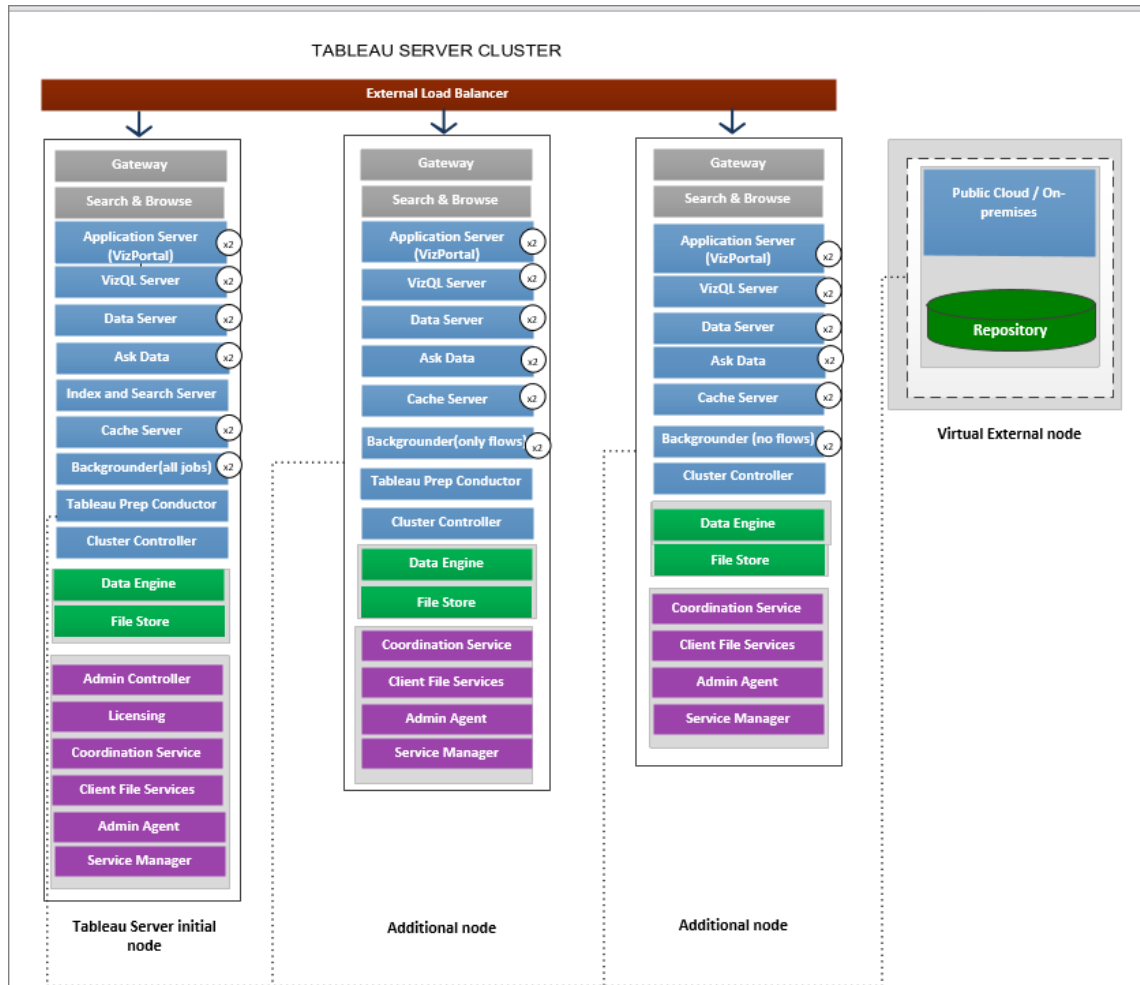 TABLEAU SERVER CLUSTER
External Load Balancer
Gateway
Search & Browse
Application Server
(VizPortal)
x2
VizQL Server
x2
Data Server
x2
Ask Data
x2
Index and Search Server
Cache Server
x2
Backgrounder(all jobs)
x2
Tableau Prep Conductor
Cluster Controller
Data Engine
File Store
Admin Controller
Licensing
Coordination Service
Client File Services
Admin Agent
Service Manager
Tableau Server initial
node
Gateway
Search & Browse
Application Server
(VizPortal)
x2
VizQL Server
x2
Data Server
x2
Ask Data
x2
Cache Server
x2
Backgrounder(only flows)
x2
Tableau Prep Conductor
Cluster Controller
Data Engine
File Store
Coordination Service
Client File Services
Admin Agent
Service Manager
Additional node
Gateway
Search & Browse
Application Server
(VizPortal)
x2
VizQL Server
x2
Data Server
x2
Ask Data
x2
Cache Server
x2
Backgrounder (no flows)
x2
Cluster Controller
Data Engine
File Store
Coordination Service
Client File Services
Admin Agent
Service Manager
Additional node
Public Cloud / On-
premises
Repository
Virtual External node